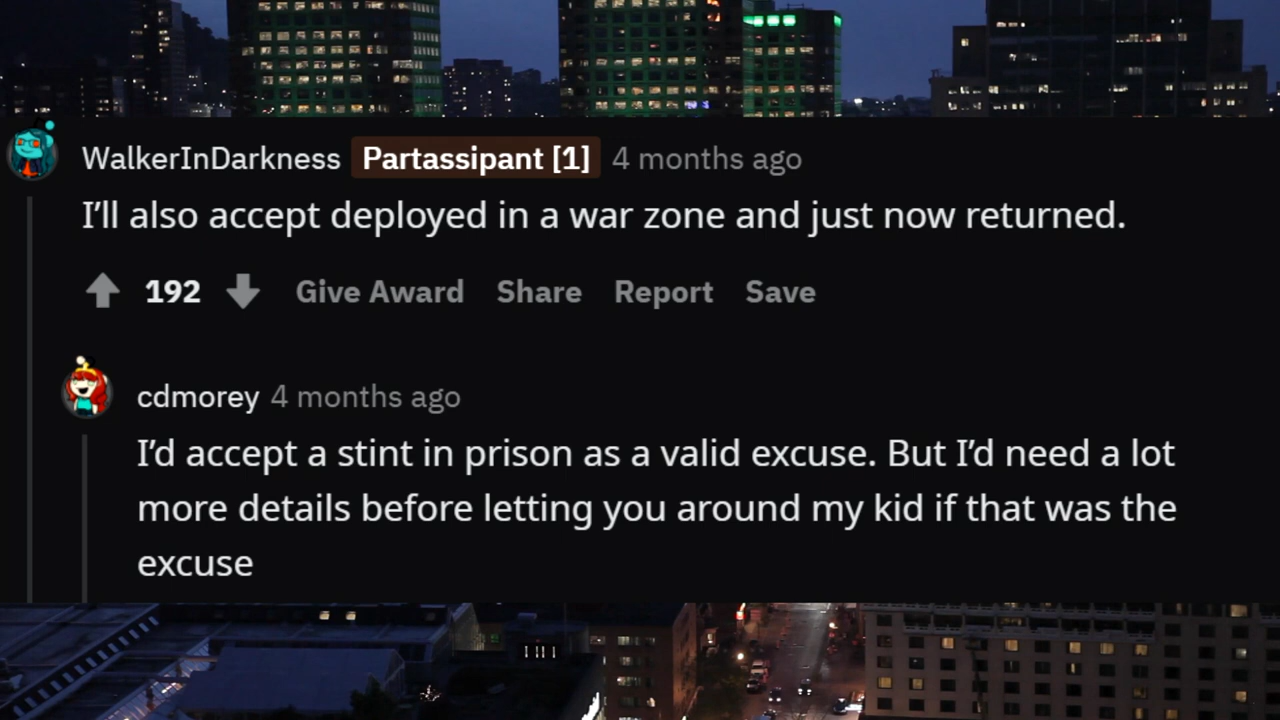 WalkerInDarkness Partassipant [1] 4 months ago
I’ll also accept deployed in a war zone and just now returned.
192 Give Award Share Report Save
cdmorey 4 months ago
I’d accept a stint in prison as a valid excuse. But I’d need a lot
more details before letting you around my kid if that was the
excuse